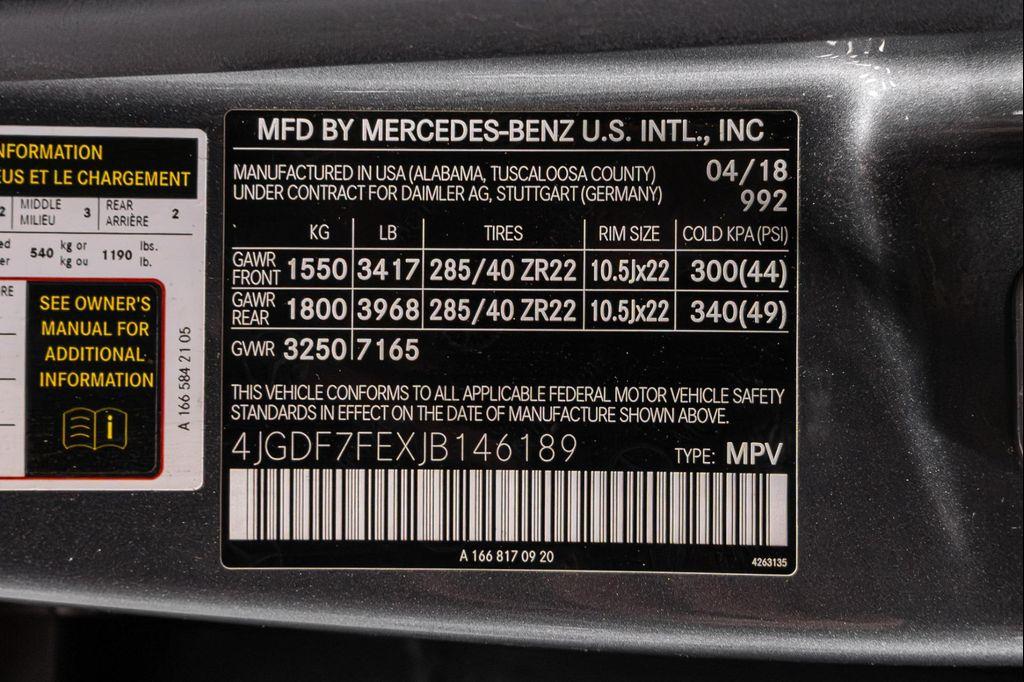 NFORMATION
EUS ET LE CHARGEMENT
2 MIDDLE MILIEU 3 REAR ARRIÈRE 2
540 kg or kg ou 1190 lbs. lb.
SEE OWNER'S
MANUAL FOR
ADDITIONAL
INFORMATION
i
A 166 584 21 05
MFD BY MERCEDES-BENZ U.S. INTL., INC
MANUFACTURED IN USA (ALABAMA, TUSCALOOSA COUNTY) 04/18
UNDER CONTRACT FOR DAIMLER AG, STUTTGART (GERMANY) 992
KG LB TIRES RIM SIZE COLD KPA (PSI)
GAWR FRONT 1550 3417 285/40 ZR22 10.5Jx22 300(44)
GAWR REAR 1800 3968 285/40 ZR22 10.5Jx22 340(49)
GVWR 3250 7165
THIS VEHICLE CONFORMS TO ALL APPLICABLE FEDERAL MOTOR VEHICLE SAFETY
STANDARDS IN EFFECT ON THE DATE OF MANUFACTURE SHOWN ABOVE.
4JGDF7FEXJB146189 TYPE: MPV
A 166 817 09 20
4263135